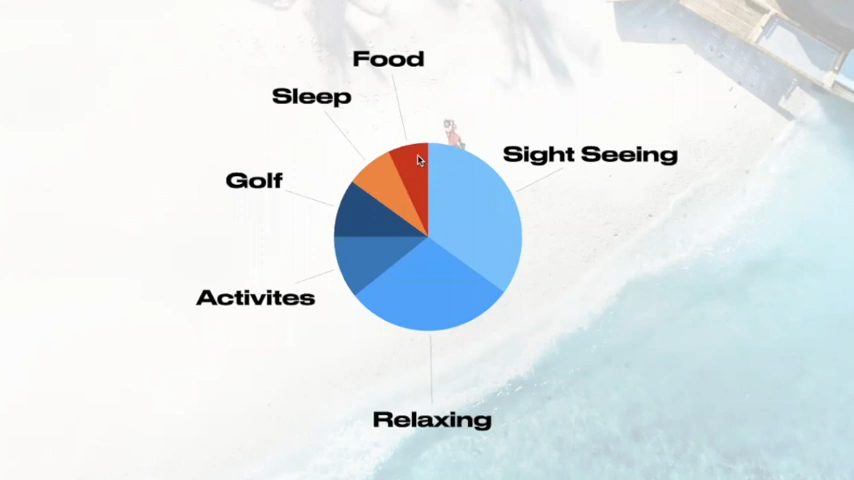 Food
Sleep
Sight Seeing
Golf
Activites
Relaxing